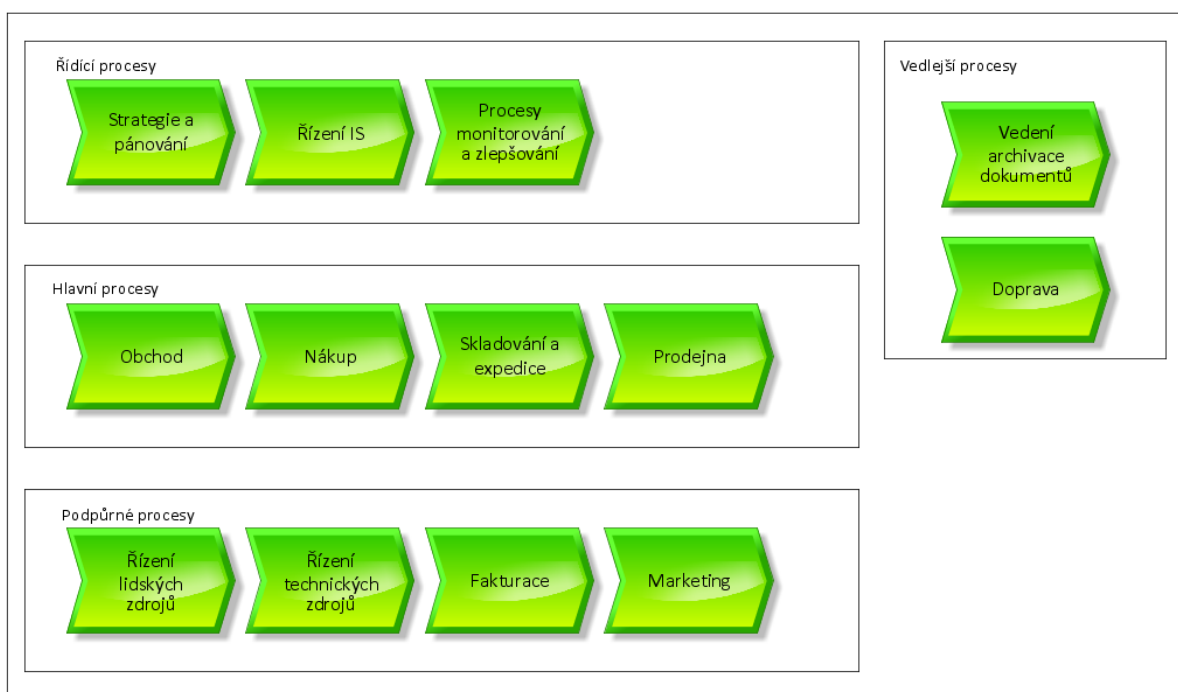 Řídící procesy
Strategie a
pánování
Řízení IS
Procesy
monitorování
a zlepšování
Hlavní procesy
Obchod
Nákup
Skladování a
expedice
Prodejna
Podpůrné procesy
Řízení
lidských
zdrojů
Řízení
technických
zdrojů
Fakturace
Marketing
Vedlejší procesy
Vedení
archivace
dokumentů
Doprava